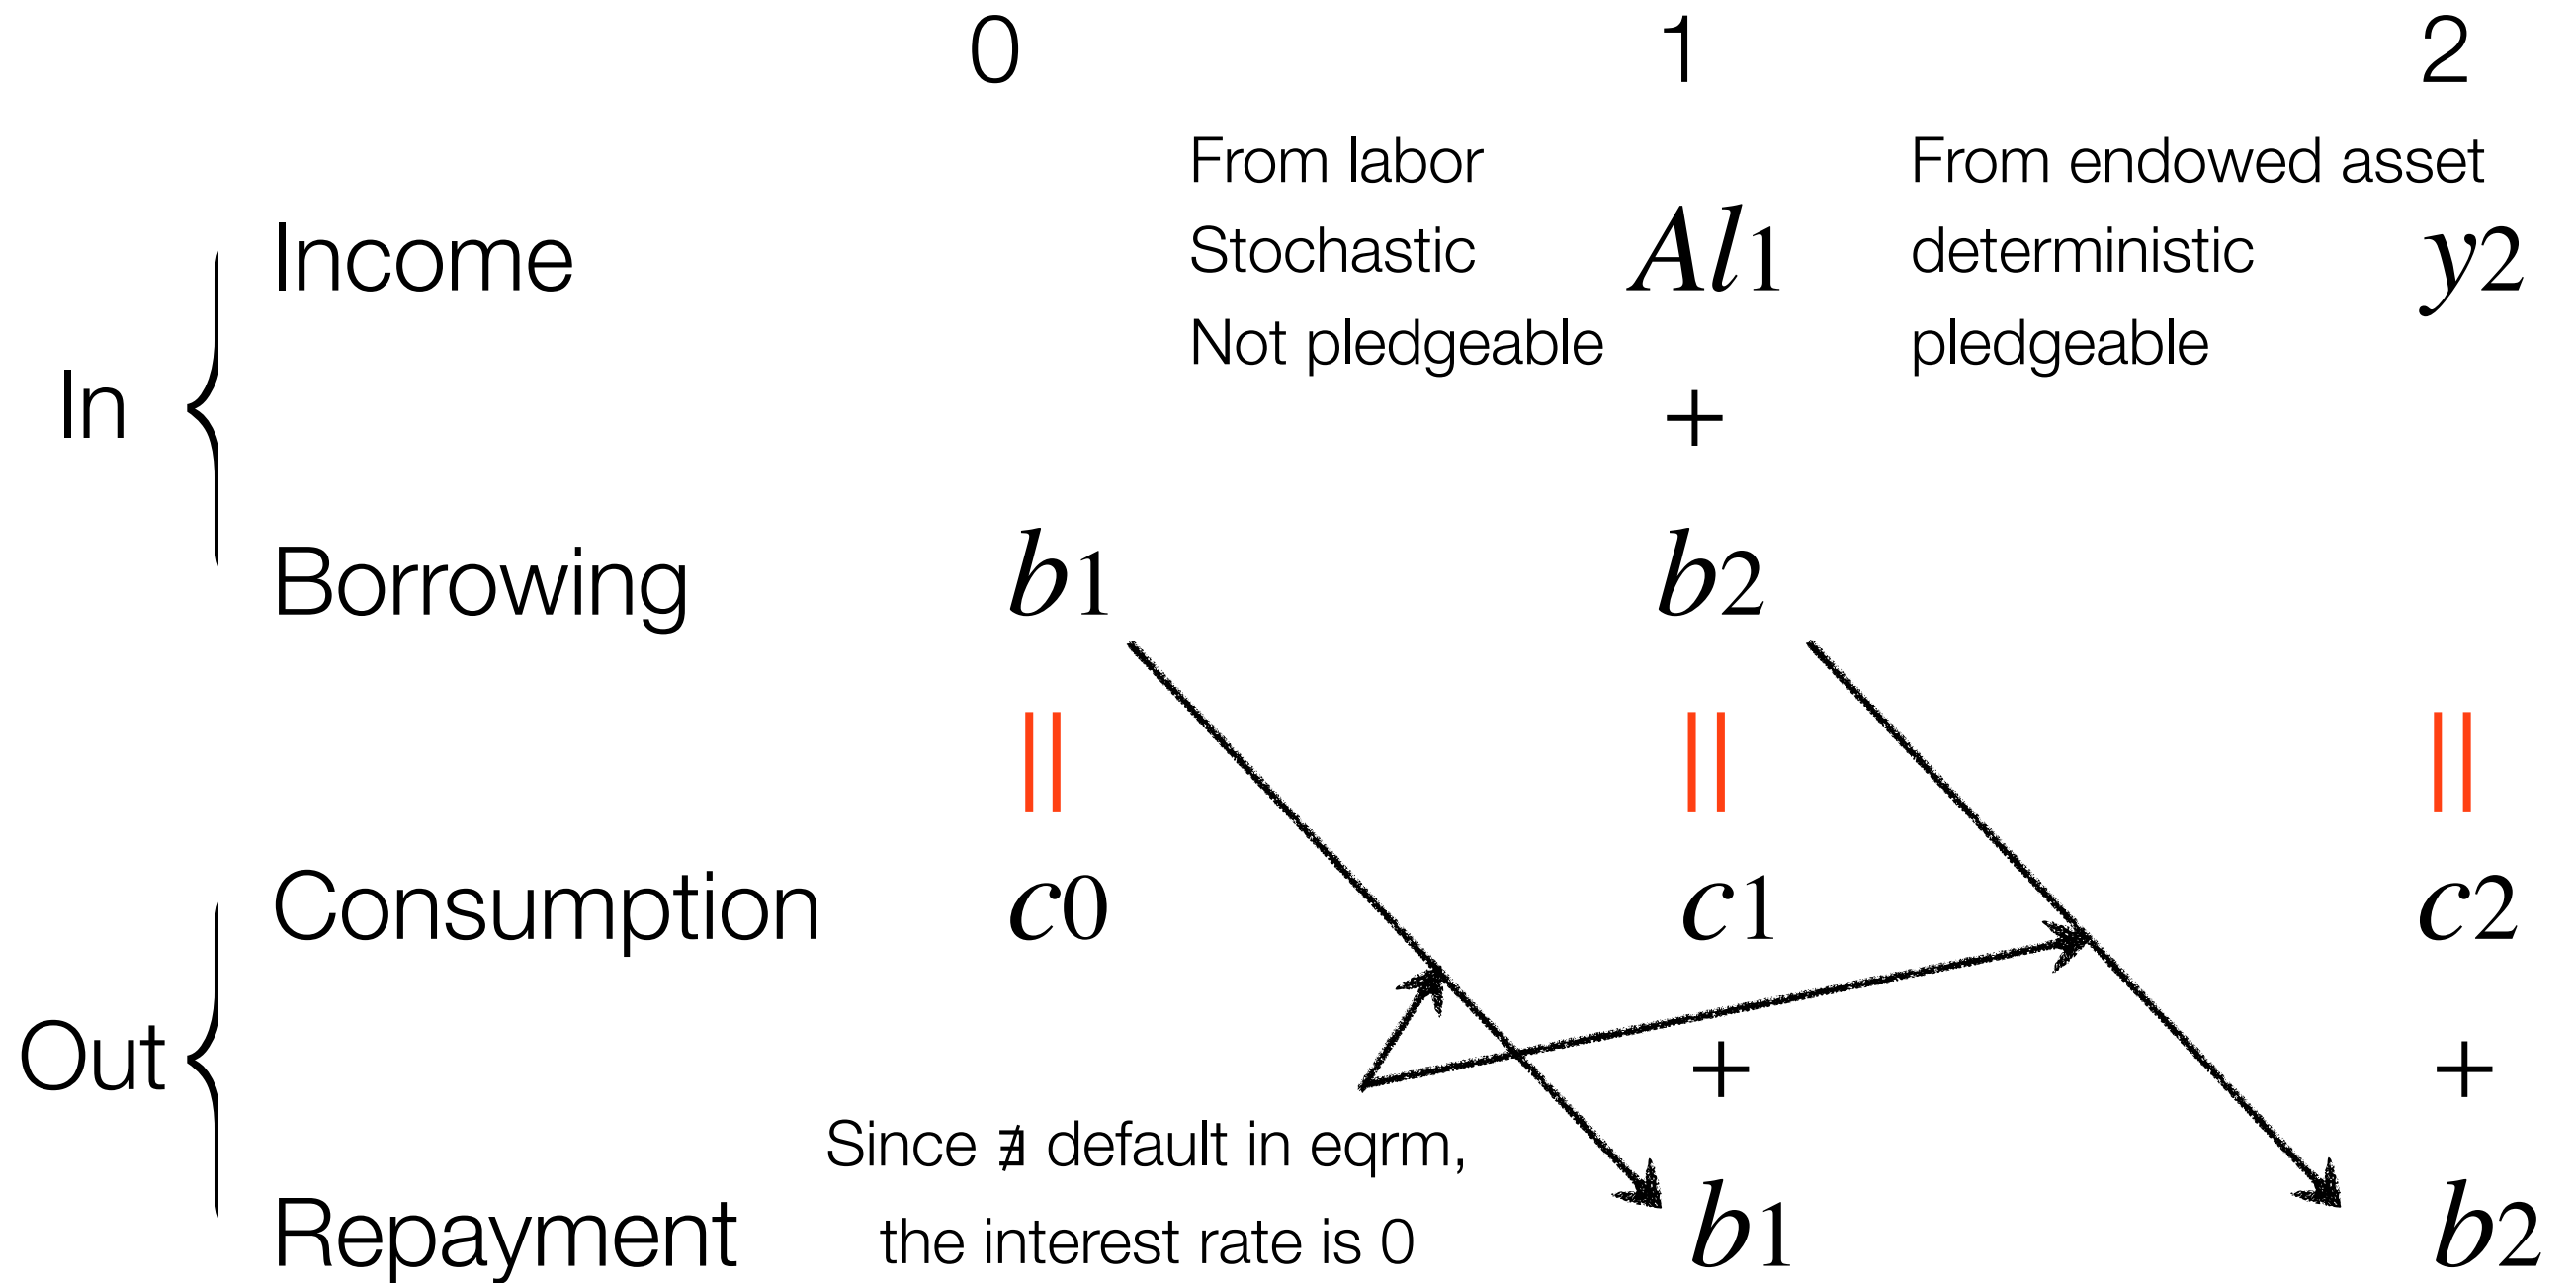 0 1 2
From labor From endowed asset
Income Stochastic Al1 deterministic y2
Not pledgeable pledgeable
In +
Borrowing b1 b2
|| || ||
Consumption c0 c1 c2
Out + +
Since ∄ default in eqrm,
Repayment the interest rate is 0 b1 b2